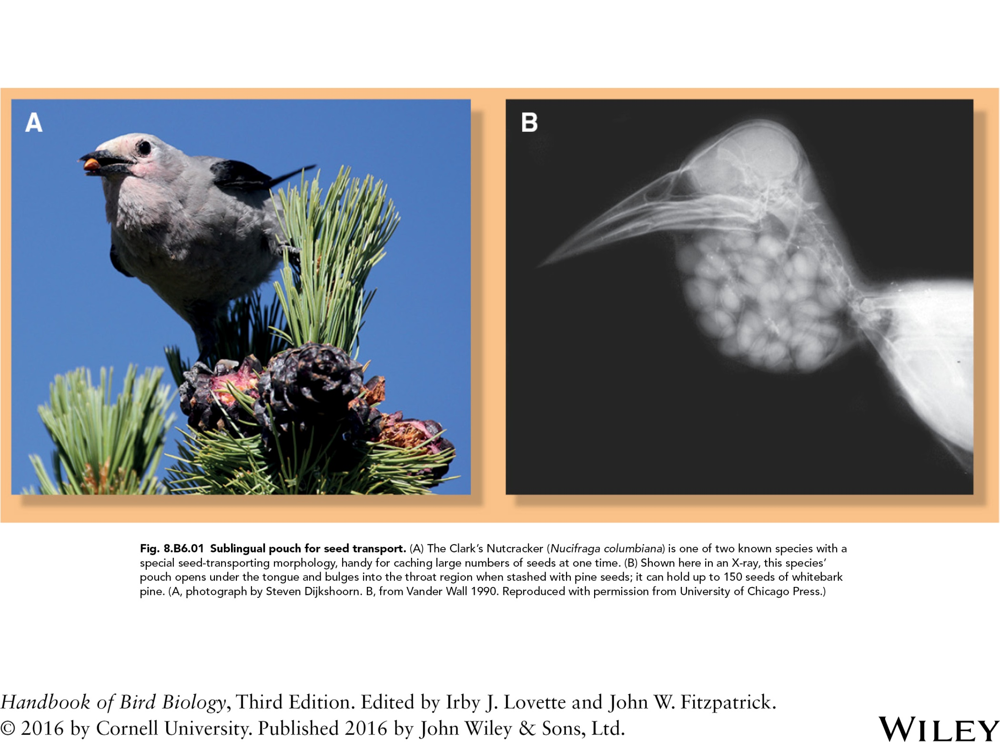 A
B
Fig. 8.B6.01 Sublingual pouch for seed transport. (A) The Clark’s Nutcracker (Nucifraga columbiana) is one of two known species with a
special seed-transporting morphology, handy for caching large numbers of seeds at one time. (B) Shown here in an X-ray, this species’
pouch opens under the tongue and bulges into the throat region when stashed with pine seeds; it can hold up to 150 seeds of whitebark
pine. (A, photograph by Steven Dijkshoorn. B, from Vander Wall 1990. Reproduced with permission from University of Chicago Press.)
Handbook of Bird Biology, Third Edition. Edited by Irby J. Lovette and John W. Fitzpatrick.
© 2016 by Cornell University. Published 2016 by John Wiley & Sons, Ltd.
WILEY